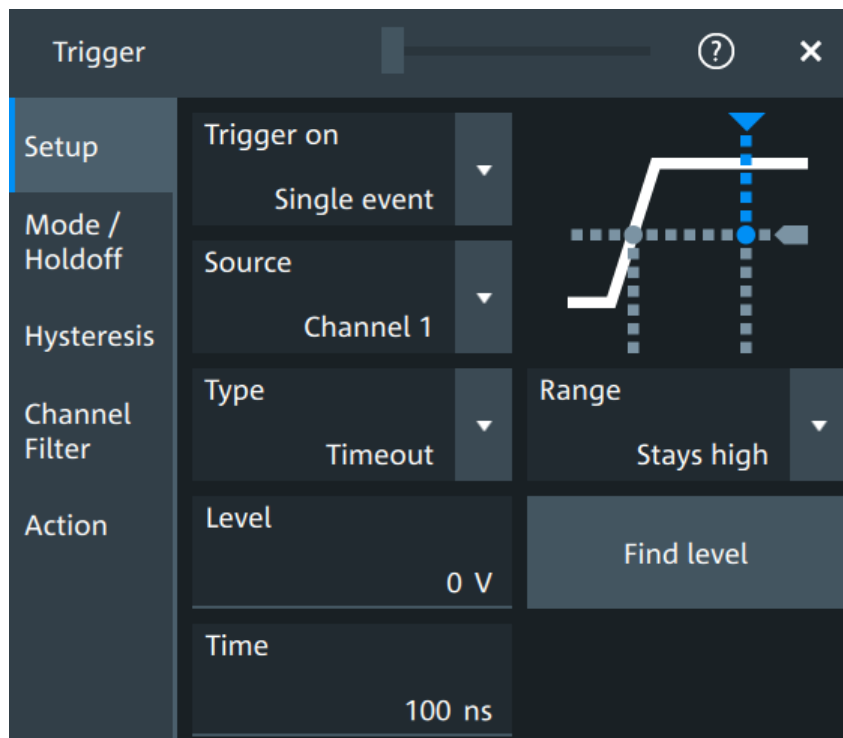 Trigger
?
Setup
Mode /
Holdoff
Hysteresis
Channel
Filter
Action
Trigger on
Single event
Source
Channel 1
Type
Timeout
Range
Stays high
Level
0 V
Find level
Time
100 ns